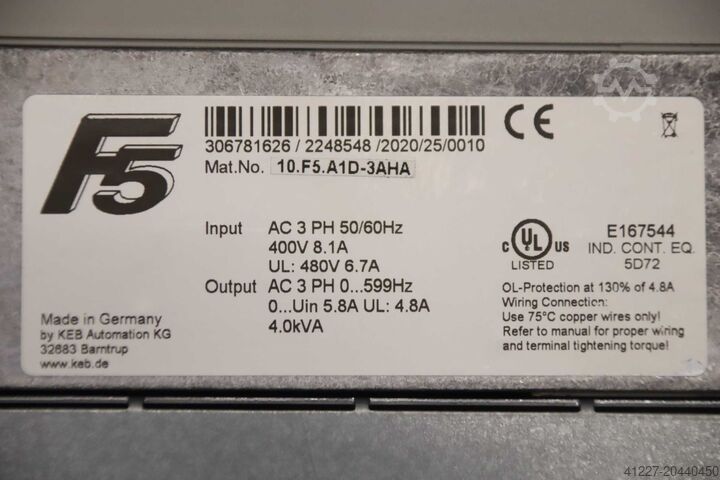 F5
306781626 / 2248548 /2020/25/0010
Mat.No. 10.F5.A1D-3AHA
CE
Input AC 3 PH 50/60Hz
400V 8.1A
UL: 480V 6.7A
Output AC 3 PH 0...599Hz
0...Uin 5.8A UL: 4.8A
4.0kVA
Made in Germany
by KEB Automation KG
32683 Barntrup
www.keb.de
C UL US
LISTED
E167544
IND. CONT. EQ.
5D72
OL-Protection at 130% of 4.8A
Wiring Connection:
Use 75°C copper wires only!
Refer to manual for proper wiring
and terminal tightening torque!
41227-20440450